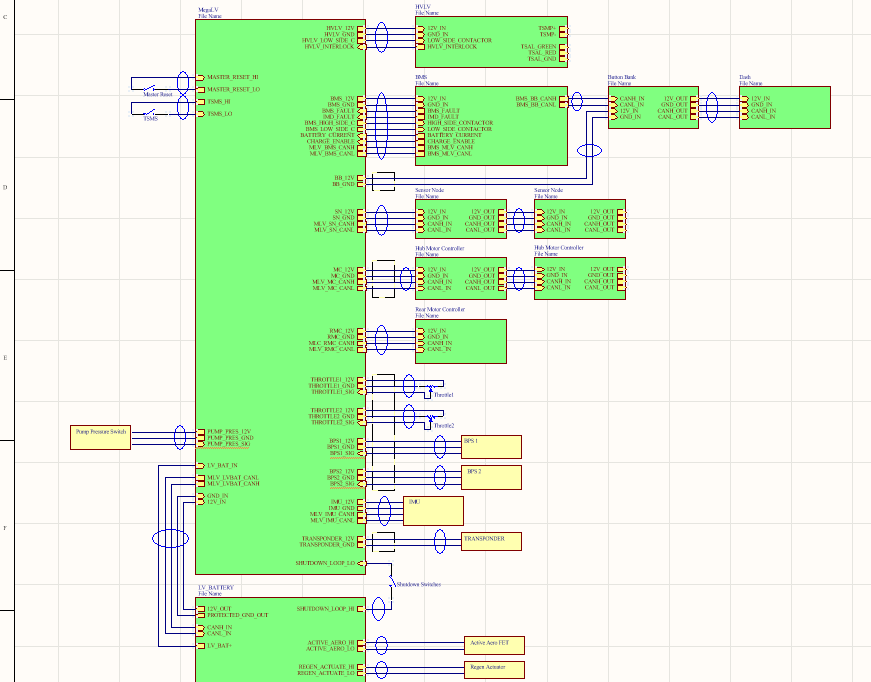 C
D
E
F
MegaLV
File Name
HVLV_12V
HVLV_GND
HVLV_LOW_SIDE_C
HVLV_INTERLOCK
MASTER_RESET_HI
MASTER_RESET_LO
Master Reset
TSMS_HI
TSMS_LO
TSMS
BMS_12V
BMS_GND
BMS_FAULT
IMD_FAULT
BMS_HIGH_SIDE_C
BMS_LOW_SIDE_C
BATTERY_CURRENT
CHARGE_ENABLE
MLV_BMS_CANH
MLV_BMS_CANL
BB_12V
BB_GND
SN_12V
SN_GND
MLV_SN_CANH
MLV_SN_CANL
MC_12V
MC_GND
MLV_MC_CANH
MLV_MC_CANL
RMC_12V
RMC_GND
MLC_RMC_CANH
MLV_RMC_CANL
THROTTLE1_12V
THROTTLE1_GND
THROTTLE1_SIG
THROTTLE2_12V
THROTTLE2_GND
THROTTLE2_SIG
PUMP_PRES_12V
PUMP_PRES_GND
PUMP_PRES_SIG
BPS1_12V
BPS1_GND
BPS1_SIG
LV_BAT_IN
MLV_LVBAT_CANL
MLV_LVBAT_CANH
BPS2_12V
BPS2_GND
BPS2_SIG
GND_IN
12V_IN
IMU_12V
IMU_GND
MLV_IMU_CANH
MLV_IMU_CANL
TRANSPONDER_12V
TRANSPONDER_GND
SHUTDOWN_LOOP_LO
HVLV
File Name
12V_IN
GND_IN
LOW_SIDE_CONTACTOR
HVLV_INTERLOCK
TSMP+
TSMP-
TSAL_GREEN
TSAL_RED
TSAL_GND
BMS
File Name
12V_IN
GND_IN
BMS_FAULT
IMD_FAULT
HIGH_SIDE_CONTACTOR
LOW_SIDE_CONTACTOR
BATTERY_CURRENT
CHARGE_ENABLE
BMS_MLV_CANH
BMS_MLV_CANL
BMS_BB_CANH
BMS_BB_CANL
Button Bank
File Name
CANH_IN
CANL_IN
12V_IN
GND_IN
12V_OUT
GND_OUT
CANH_OUT
CANL_OUT
Dash
File Name
12V_IN
GND_IN
CANH_IN
CANL_IN
Sensor Node
File Name
12V_IN
GND_IN
CANH_IN
CANL_IN
12V_OUT
GND_OUT
CANH_OUT
CANL_OUT
Sensor Node
File Name
12V_IN
GND_IN
CANH_IN
CANL_IN
12V_OUT
GND_OUT
CANH_OUT
CANL_OUT
Hub Motor Controller
File Name
12V_IN
GND_IN
CANH_IN
CANL_IN
12V_OUT
GND_OUT
CANH_OUT
CANL_OUT
Hub Motor Controller
File Name
12V_IN
GND_IN
CANH_IN
CANL_IN
12V_OUT
GND_OUT
CANH_OUT
CANL_OUT
Rear Motor Controller
File Name
12V_IN
GND_IN
CANH_IN
CANL_IN
Throttle1
Throttle2
Pump Pressure Switch
BPS 1
BPS 2
IMU
TRANSPONDER
Shutdown Switches
LV_BATTERY
File Name
12V_OUT
PROTECTED_GND_OUT
CANH_IN
CANL_IN
LV_BAT+
SHUTDOWN_LOOP_HI
ACTIVE_AERO_HI
ACTIVE_AERO_LO
REGEN_ACTUATE_HI
REGEN_ACTUATE_LO
Active Aero FET
Regen Actuator